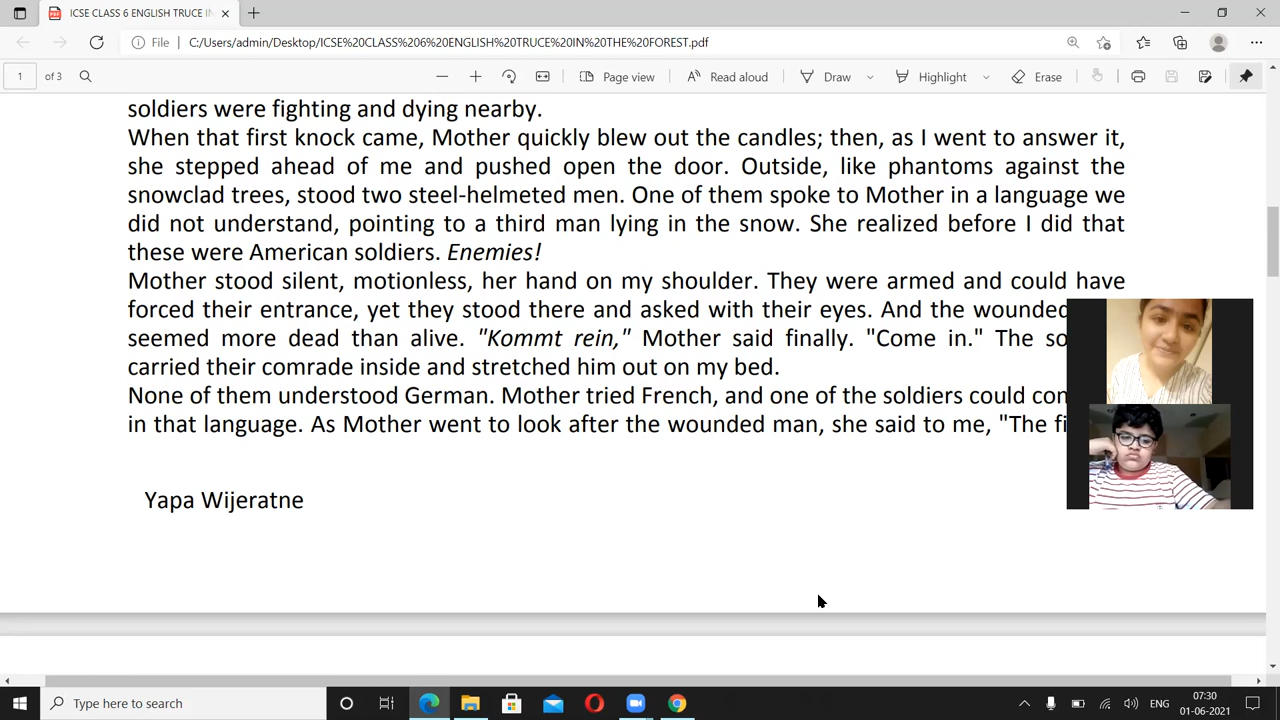 ICSE CLASS 6 ENGLISH TRUCE IN
File C:/Users/admin/Desktop/ICSE%20CLASS%206%20ENGLISH%20TRUCE%20IN%20THE%20FOREST.pdf
1 of 3 Page view Read aloud Draw Highlight Erase
soldiers were fighting and dying nearby.
When that first knock came, Mother quickly blew out the candles; then, as I went to answer it,
she stepped ahead of me and pushed open the door. Outside, like phantoms against the
snowclad trees, stood two steel-helmeted men. One of them spoke to Mother in a language we
did not understand, pointing to a third man lying in the snow. She realized before I did that
these were American soldiers. Enemies!
Mother stood silent, motionless, her hand on my shoulder. They were armed and could have
forced their entrance, yet they stood there and asked with their eyes. And the wounded
seemed more dead than alive. "Kommt rein," Mother said finally. "Come in." The
carried their comrade inside and stretched him out on my bed.
None of them understood German. Mother tried French, and one of the soldiers could
in that language. As Mother went to look after the wounded man, she said to me, "The
Yapa Wijeratne
Type here to search
ENG
07:30
01-06-2021